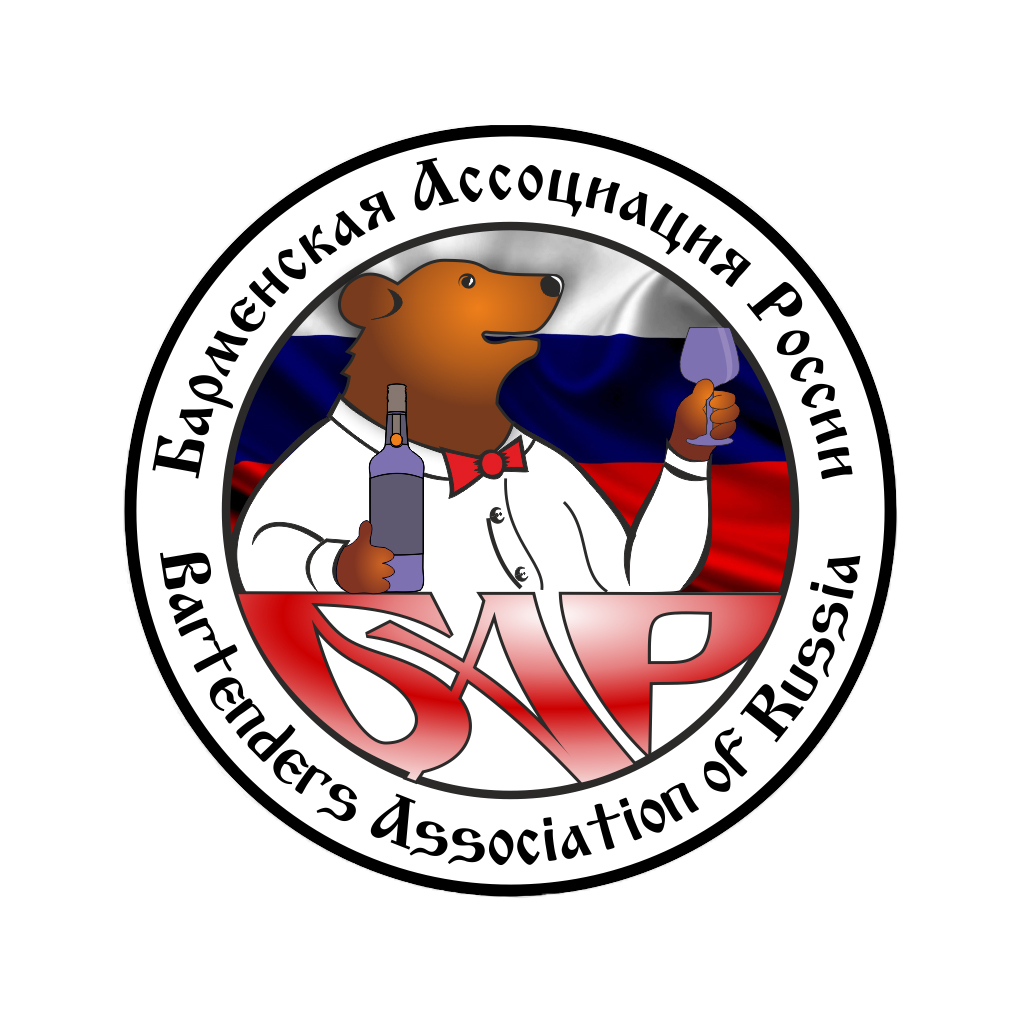 Барменская Ассоциация России
БАР
Bartenders Association of Russia